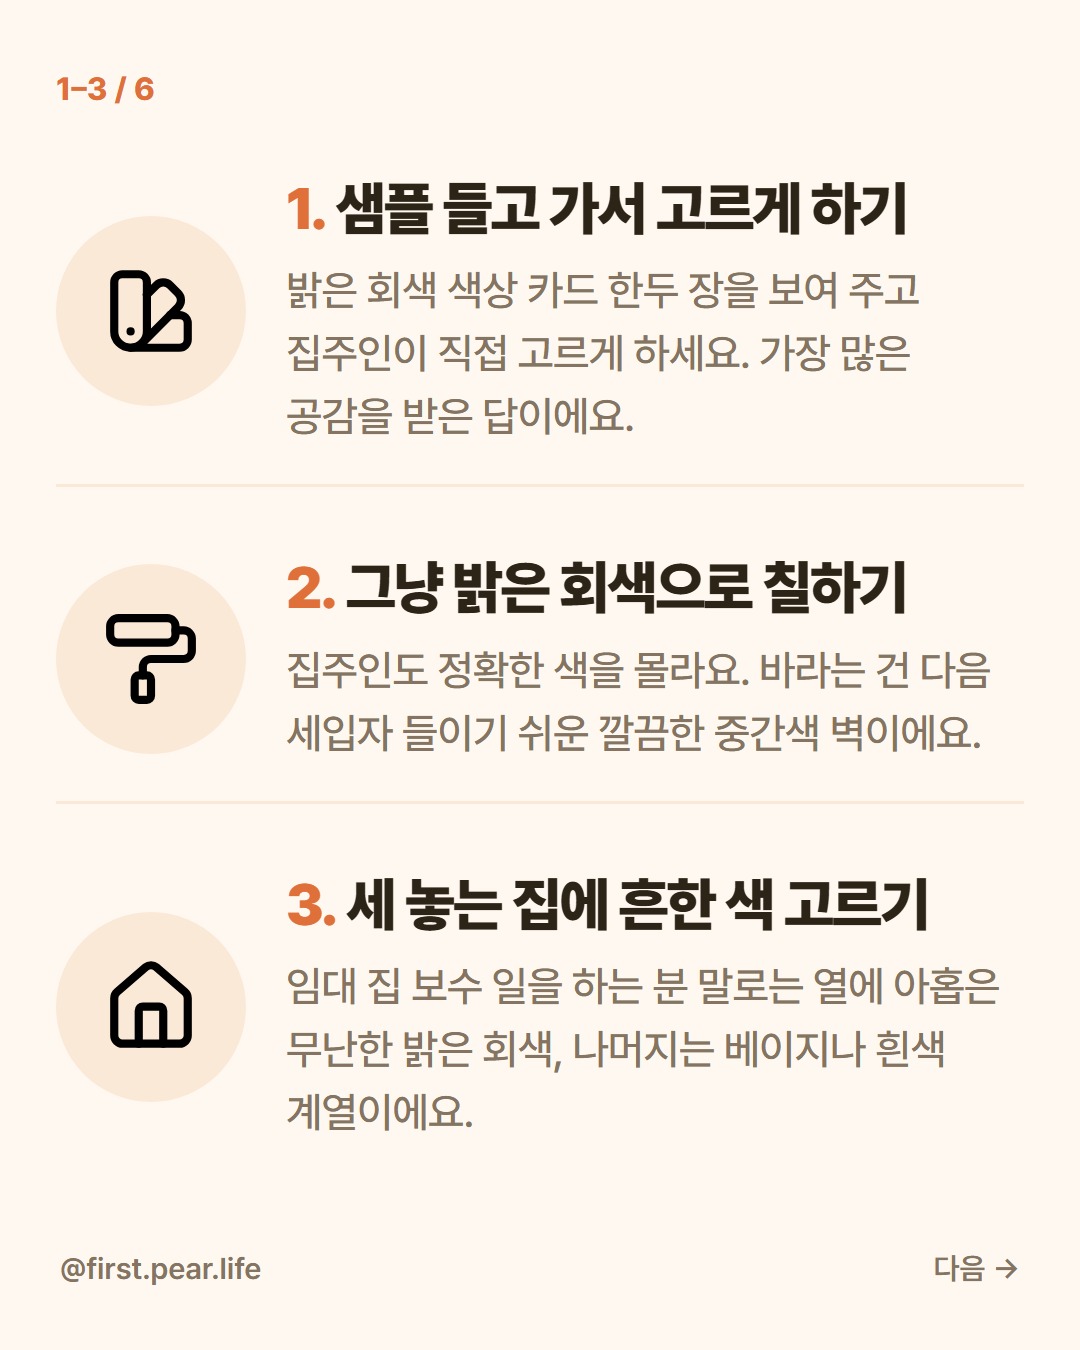 1–3 / 6
1. 샘플 들고 가서 고르게 하기
밝은 회색 색상 카드 한두 장을 보여 주고
집주인이 직접 고르게 하세요. 가장 많은
공감을 받은 답이에요.
2. 그냥 밝은 회색으로 칠하기
집주인도 정확한 색을 몰라요. 바라는 건 다음
세입자 들이기 쉬운 깔끔한 중간색 벽이에요.
3. 세 놓는 집에 흔한 색 고르기
임대 집 보수 일을 하는 분 말로는 열에 아홉은
무난한 밝은 회색, 나머지는 베이지나 흰색
계열이에요.
@first.pear.life
다음 →